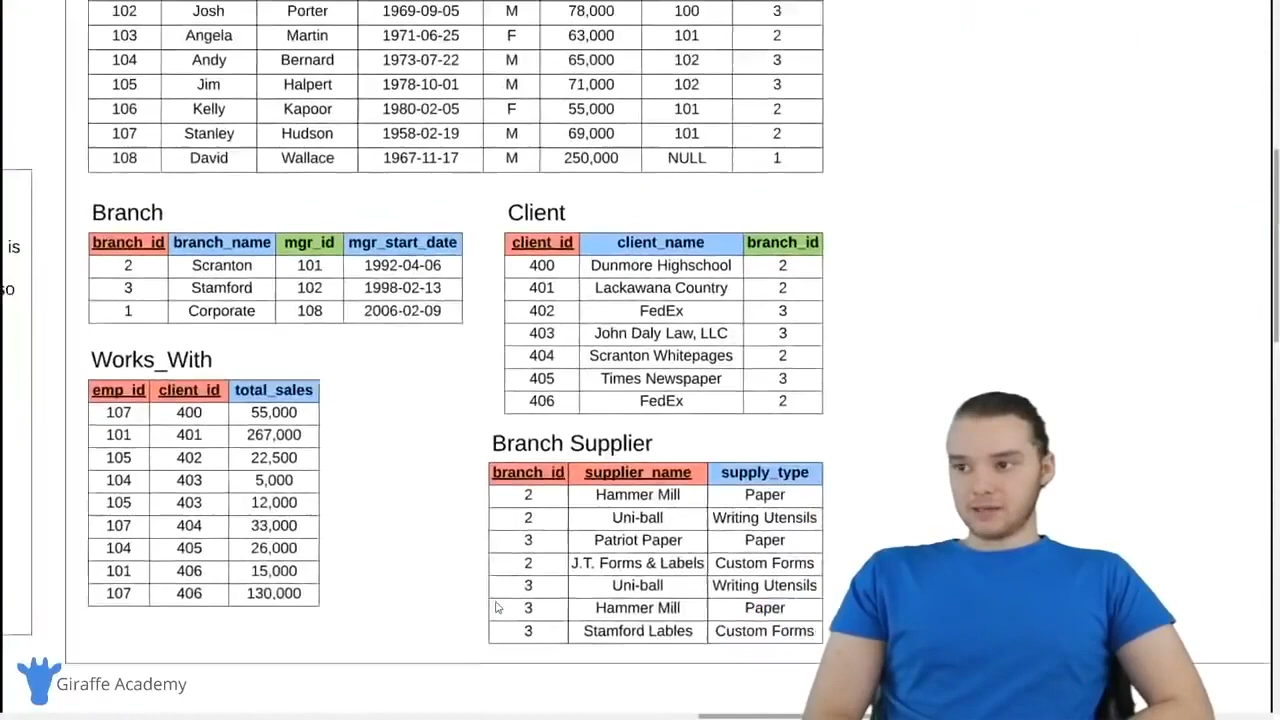 102 Josh Porter 1969-09-05 M 78,000 100 3
103 Angela Martin 1971-06-25 F 63,000 101 2
104 Andy Bernard 1973-07-22 M 65,000 102 3
105 Jim Halpert 1978-10-01 M 71,000 102 3
106 Kelly Kapoor 1980-02-05 F 55,000 101 2
107 Stanley Hudson 1958-02-19 M 69,000 101 2
108 David Wallace 1967-11-17 M 250,000 NULL 1
is
so
Branch
branch_id branch_name mgr_id mgr_start_date
2 Scranton 101 1992-04-06
3 Stamford 102 1998-02-13
1 Corporate 108 2006-02-09
Client
client_id client_name branch_id
400 Dunmore Highschool 2
401 Lackawana Country 2
402 FedEx 3
403 John Daly Law, LLC 3
404 Scranton Whitepages 2
405 Times Newspaper 3
406 FedEx 2
Works_With
emp_id client_id total_sales
107 400 55,000
101 401 267,000
105 402 22,500
104 403 5,000
105 403 12,000
107 404 33,000
104 405 26,000
101 406 15,000
107 406 130,000
Branch Supplier
branch_id supplier_name supply_type
2 Hammer Mill Paper
2 Uni-ball Writing Utensils
3 Patriot Paper Paper
2 J.T. Forms & Labels Custom Forms
3 Uni-ball Writing Utensils
3 Hammer Mill Paper
3 Stamford Lables Custom Forms
Giraffe Academy